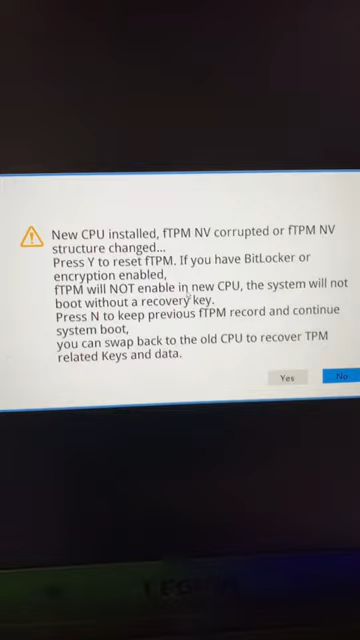 New CPU installed, fTPM NV corrupted or fTPM NV
structure changed...
Press Y to reset fTPM. If you have BitLocker or
encryption enabled,
fTPM will NOT enable in new CPU, the system will not
boot without a recovery key.
Press N to keep previous fTPM record and continue
system boot,
you can swap back to the old CPU to recover TPM
related Keys and data.
Yes
No
LEGION